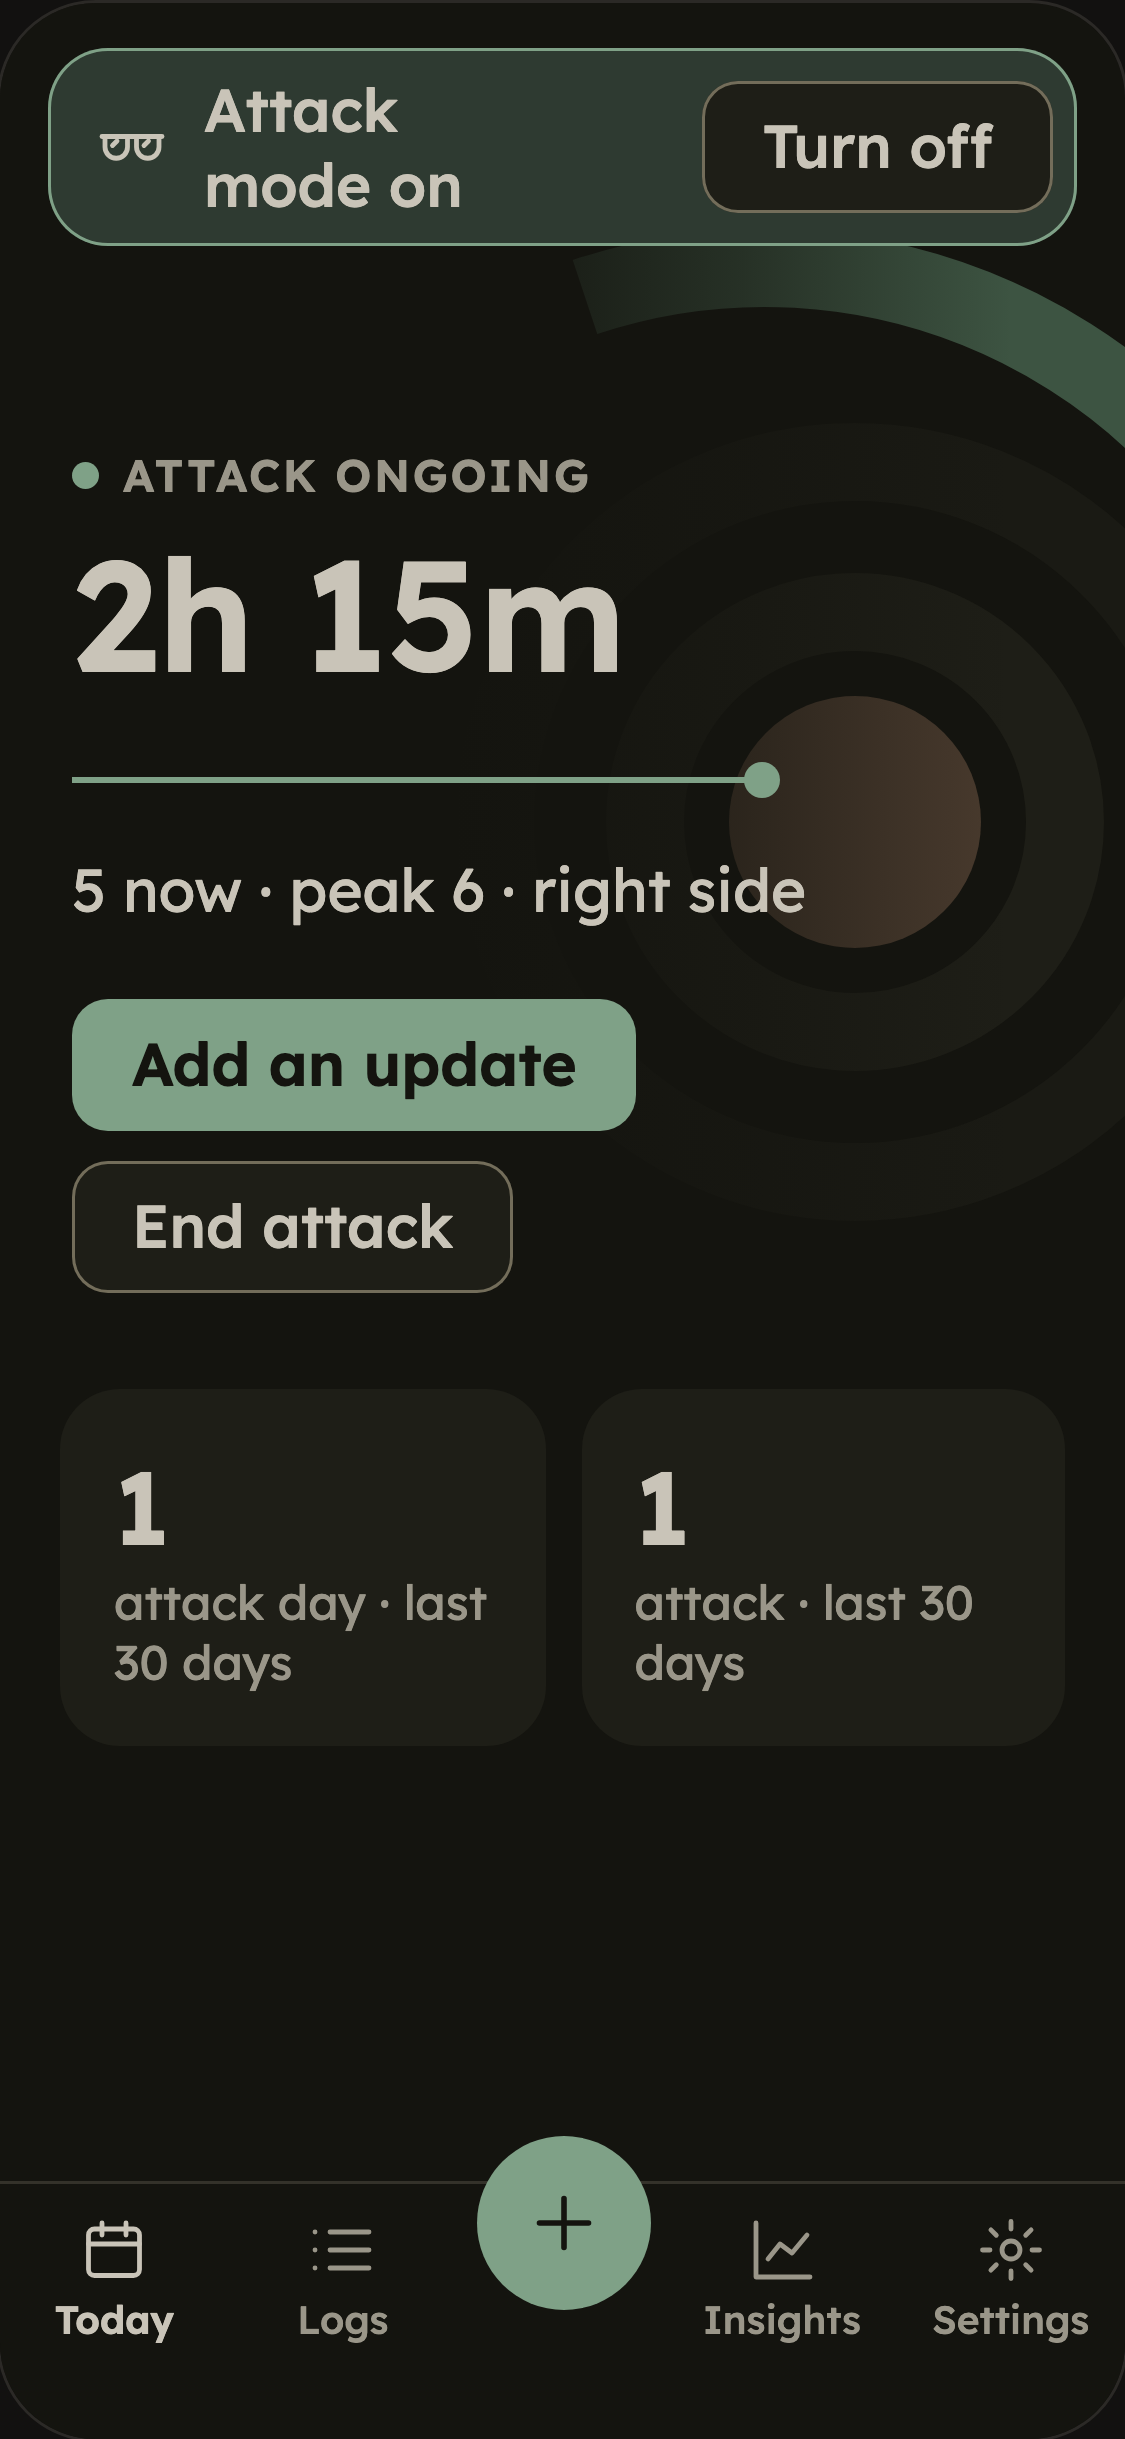 Attack
mode on
Turn off
ATTACK ONGOING
2h 15m
5 now · peak 6 · right side
Add an update
End attack
1
attack day · last
30 days
1
attack · last 30
days
Today
Logs
Insights
Settings